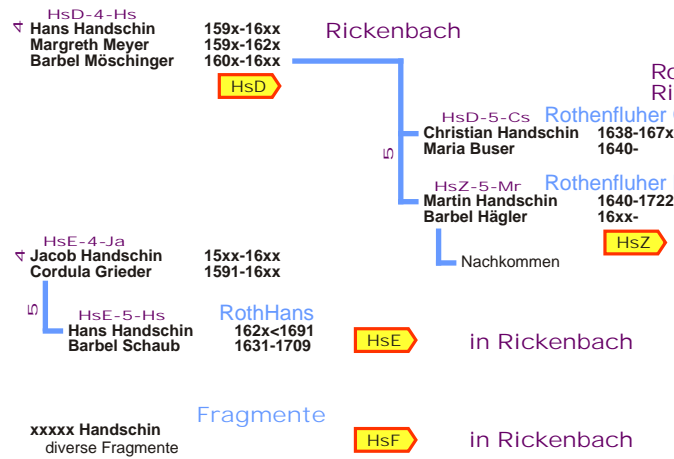 HsD-4-Hs
4
Hans Handschin 159x-16xx
Rickenbach
Margreth Meyer 159x-162x
Barbel Möschinger 160x-16xx
HsD
HsD-5-Cs Rothenfluher
Christian Handschin 1638-167x
Maria Buser 1640-
5
HsZ-5-Mr Rothenfluher
Martin Handschin 1640-1722
Barbel Hägler 16xx-
HsZ
Nachkommen
HsE-4-Ja
4
Jacob Handschin 15xx-16xx
Cordula Grieder 1591-16xx
5
HsE-5-Hs RothHans
Hans Handschin 162x<1691
Barbel Schaub 1631-1709
HsE
in Rickenbach
Fragmente
xxxxx Handschin
diverse Fragmente
HsF
in Rickenbach